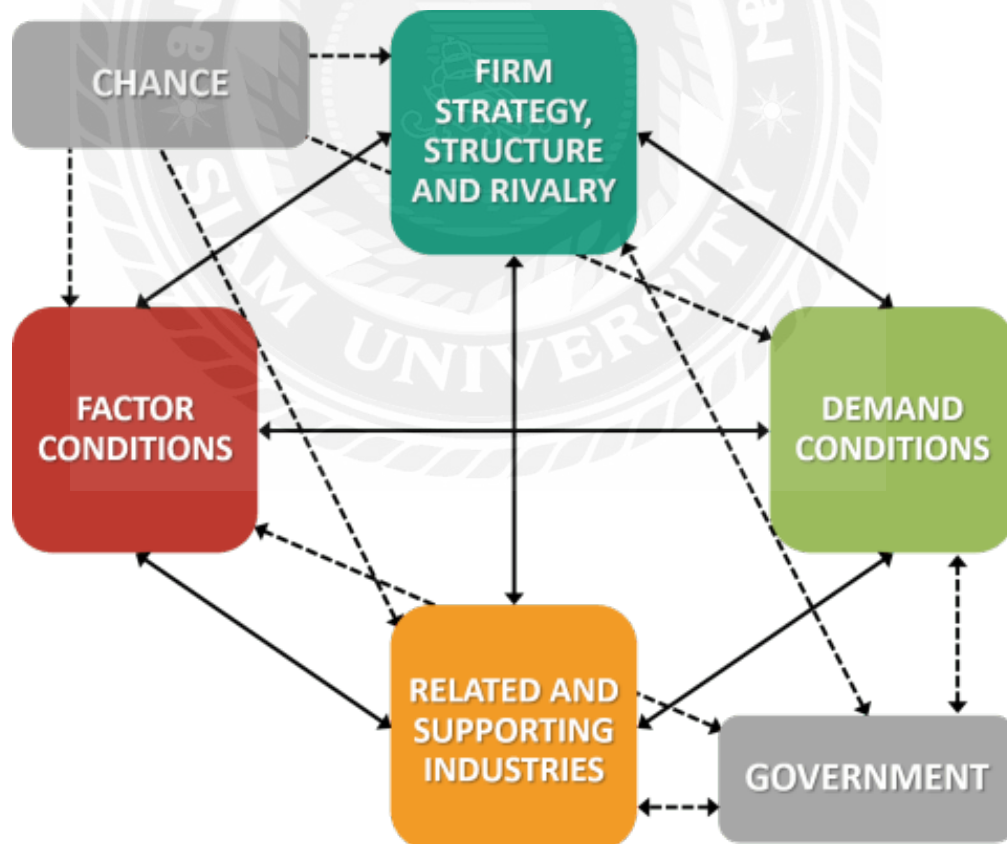 CHANCE
FIRM
STRATEGY,
STRUCTURE
AND RIVALRY
FACTOR
CONDITIONS
DEMAND
CONDITIONS
RELATED AND
SUPPORTING
INDUSTRIES
GOVERNMENT
SIAM UNIVERSITY